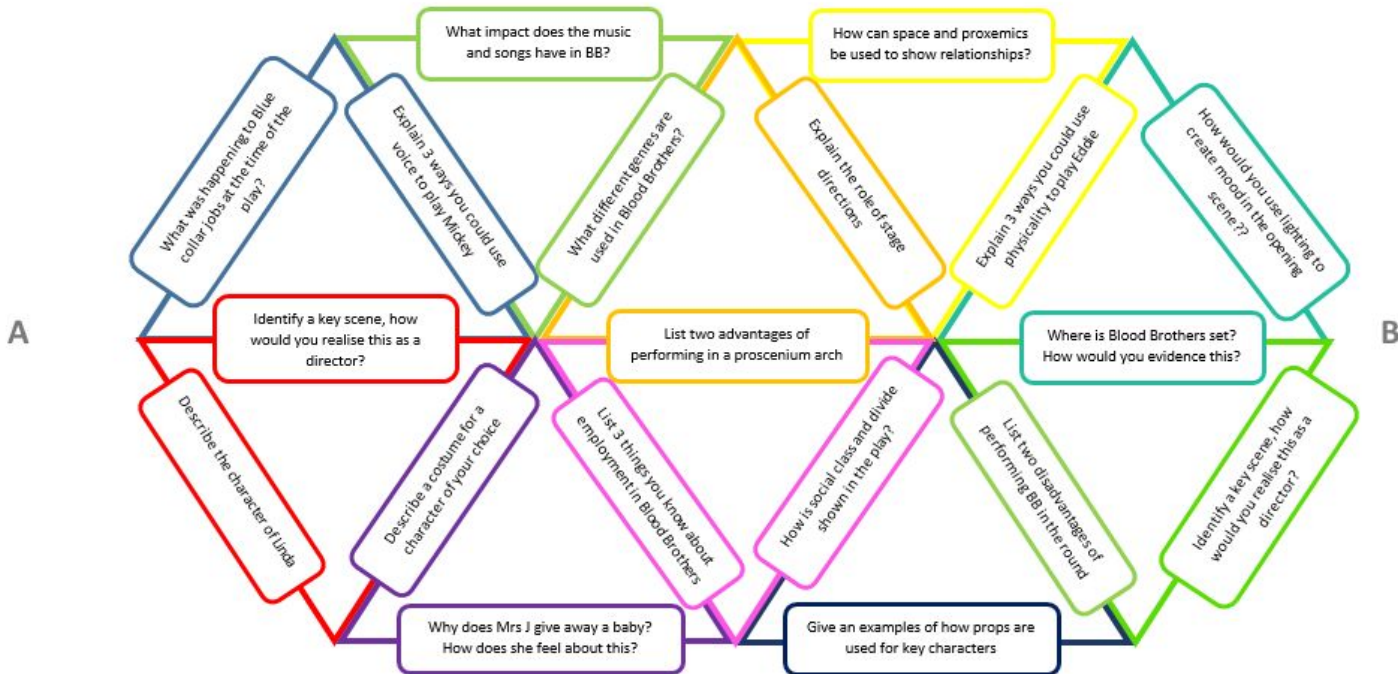 What impact does the music
and songs have in BB?
How can space and proxemics
be used to show relationships?
What was happening to Blue
collar jobs at the time of the
play?
Explain 3 ways you could use
voice to play Mickey
What different genres are
used in Blood Brothers?
Explain the role of stage
directions
Explain 3 ways you could use
physicality to play Eddie
How would you use lighting to
create mood in the opening
scene??
A
Identify a key scene, how
would you realise this as a
director?
List two advantages of
performing in a proscenium arch
Where is Blood Brothers set?
How would you evidence this?
B
Describe the character of Linda
Describe a costume for a
character of your choice
List 3 things you know about
employment in Blood Brothers
How is social class and divide
shown in the play?
List two disadvantages of
performing BB in the round
Identify a key scene, how
would you realise this as a
director?
Why does Mrs J give away a baby?
How does she feel about this?
Give an examples of how props are
used for key characters